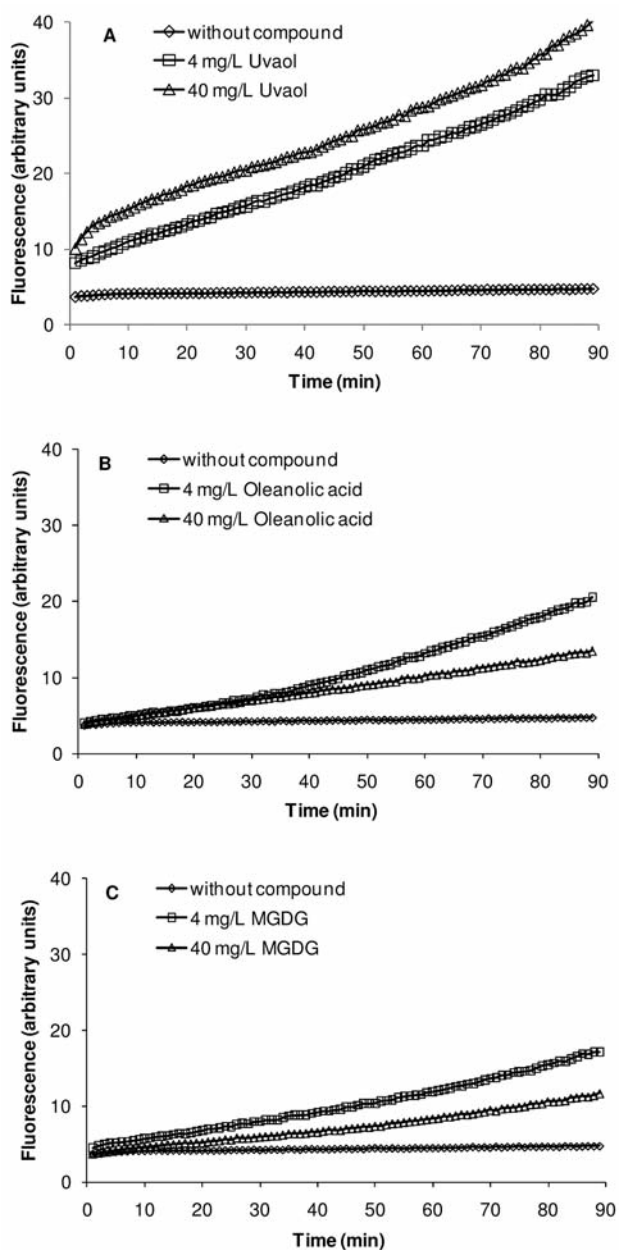 A
without compound
4 mg/L Uvaol
40 mg/L Uvaol
Fluorescence (arbitrary units)
40
30
20
10
0
0 10 20 30 40 50 60 70 80 90
Time (min)
B
without compound
4 mg/L Oleanolic acid
40 mg/L Oleanolic acid
Fluorescence (arbitrary units)
40
30
20
10
0
0 10 20 30 40 50 60 70 80 90
Time (min)
C
without compound
4 mg/L MGDG
40 mg/L MGDG
Fluorescence (arbitrary units)
40
30
20
10
0
0 10 20 30 40 50 60 70 80 90
Time (min)